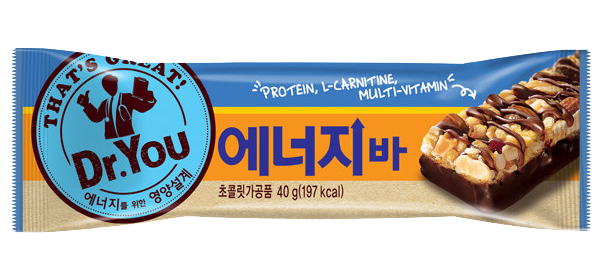 THAT'S GREAT!
Dr.You
에너지를 위한 영양설계
PROTEIN, L-CARNITINE,
MULTI-VITAMIN
에너지바
초콜릿가공품 40 g(197 kcal)